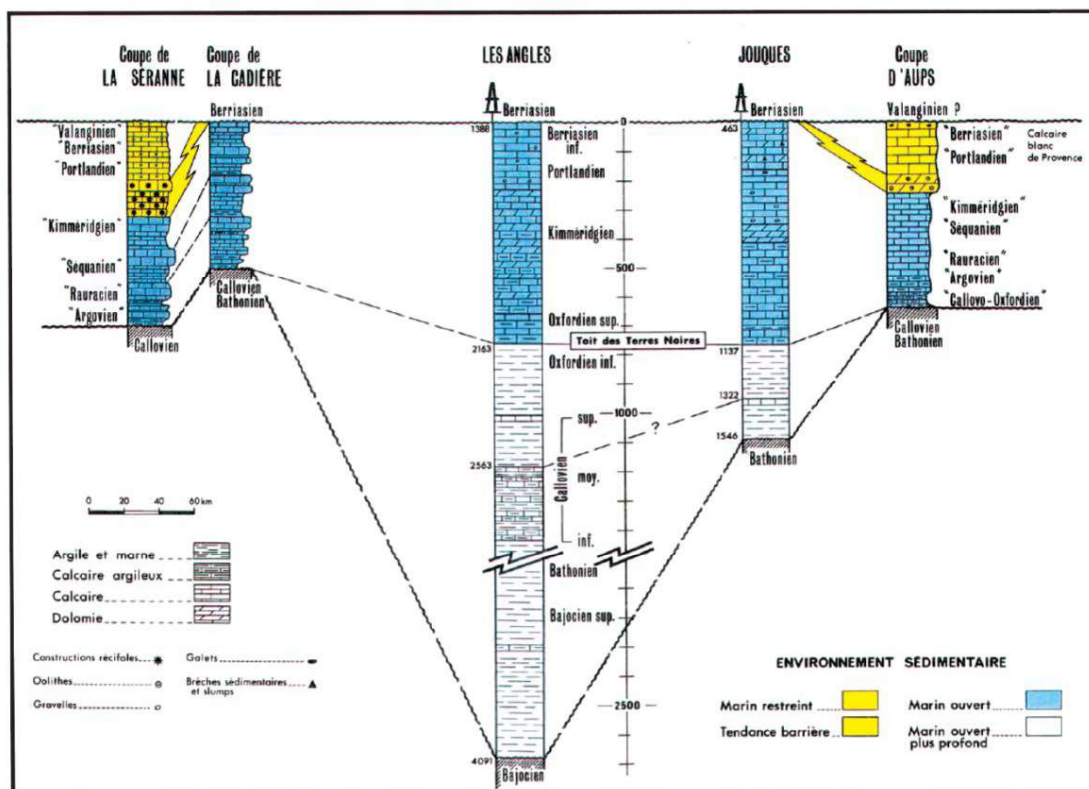 Coupe de
LA SÉRANNE
Coupe de
LA CADIÈRE
LES ANGLES
JOUQUES
Coupe
D'AUPS
Berriasien
Berriasien
Berriasien
Valanginien ?
"Valanginien
"Berriasien"
"Portlandien
"Kimméridgien"
"Séquanien"
"Rauracien"
"Argovien"
Callovien
Callovien
Bathonien
1388
2163
2563
4091
Berriasien
inf.
Portlandien
Kimméridgien
Oxfordien sup.
Toit des Terres Noires
Oxfordien inf.
Callovien
sup.
moy.
inf.
Bathonien
Bajocien sup.
Bajocien
0
500
1000
2500
?
463
1137
1322
1546
Bathonien
"Berriasien"
"Portlandien"
Calcaire
blanc
de Provence
"Kimméridgien"
"Séquanien"
"Rauracien
"Argovien"
"Callovo-Oxfordien"
Callovien
Bathonien
0 20 40 60 km
Argile et marne
Calcaire argileux
Calcaire
Dolomie
Constructions récifales
Oolithes
Gravelles
Galets
Brèches sédimentaires
et slumps
ENVIRONNEMENT SÉDIMENTAIRE
Marin restreint
Tendance barrière
Marin ouvert
Marin ouvert
plus profond